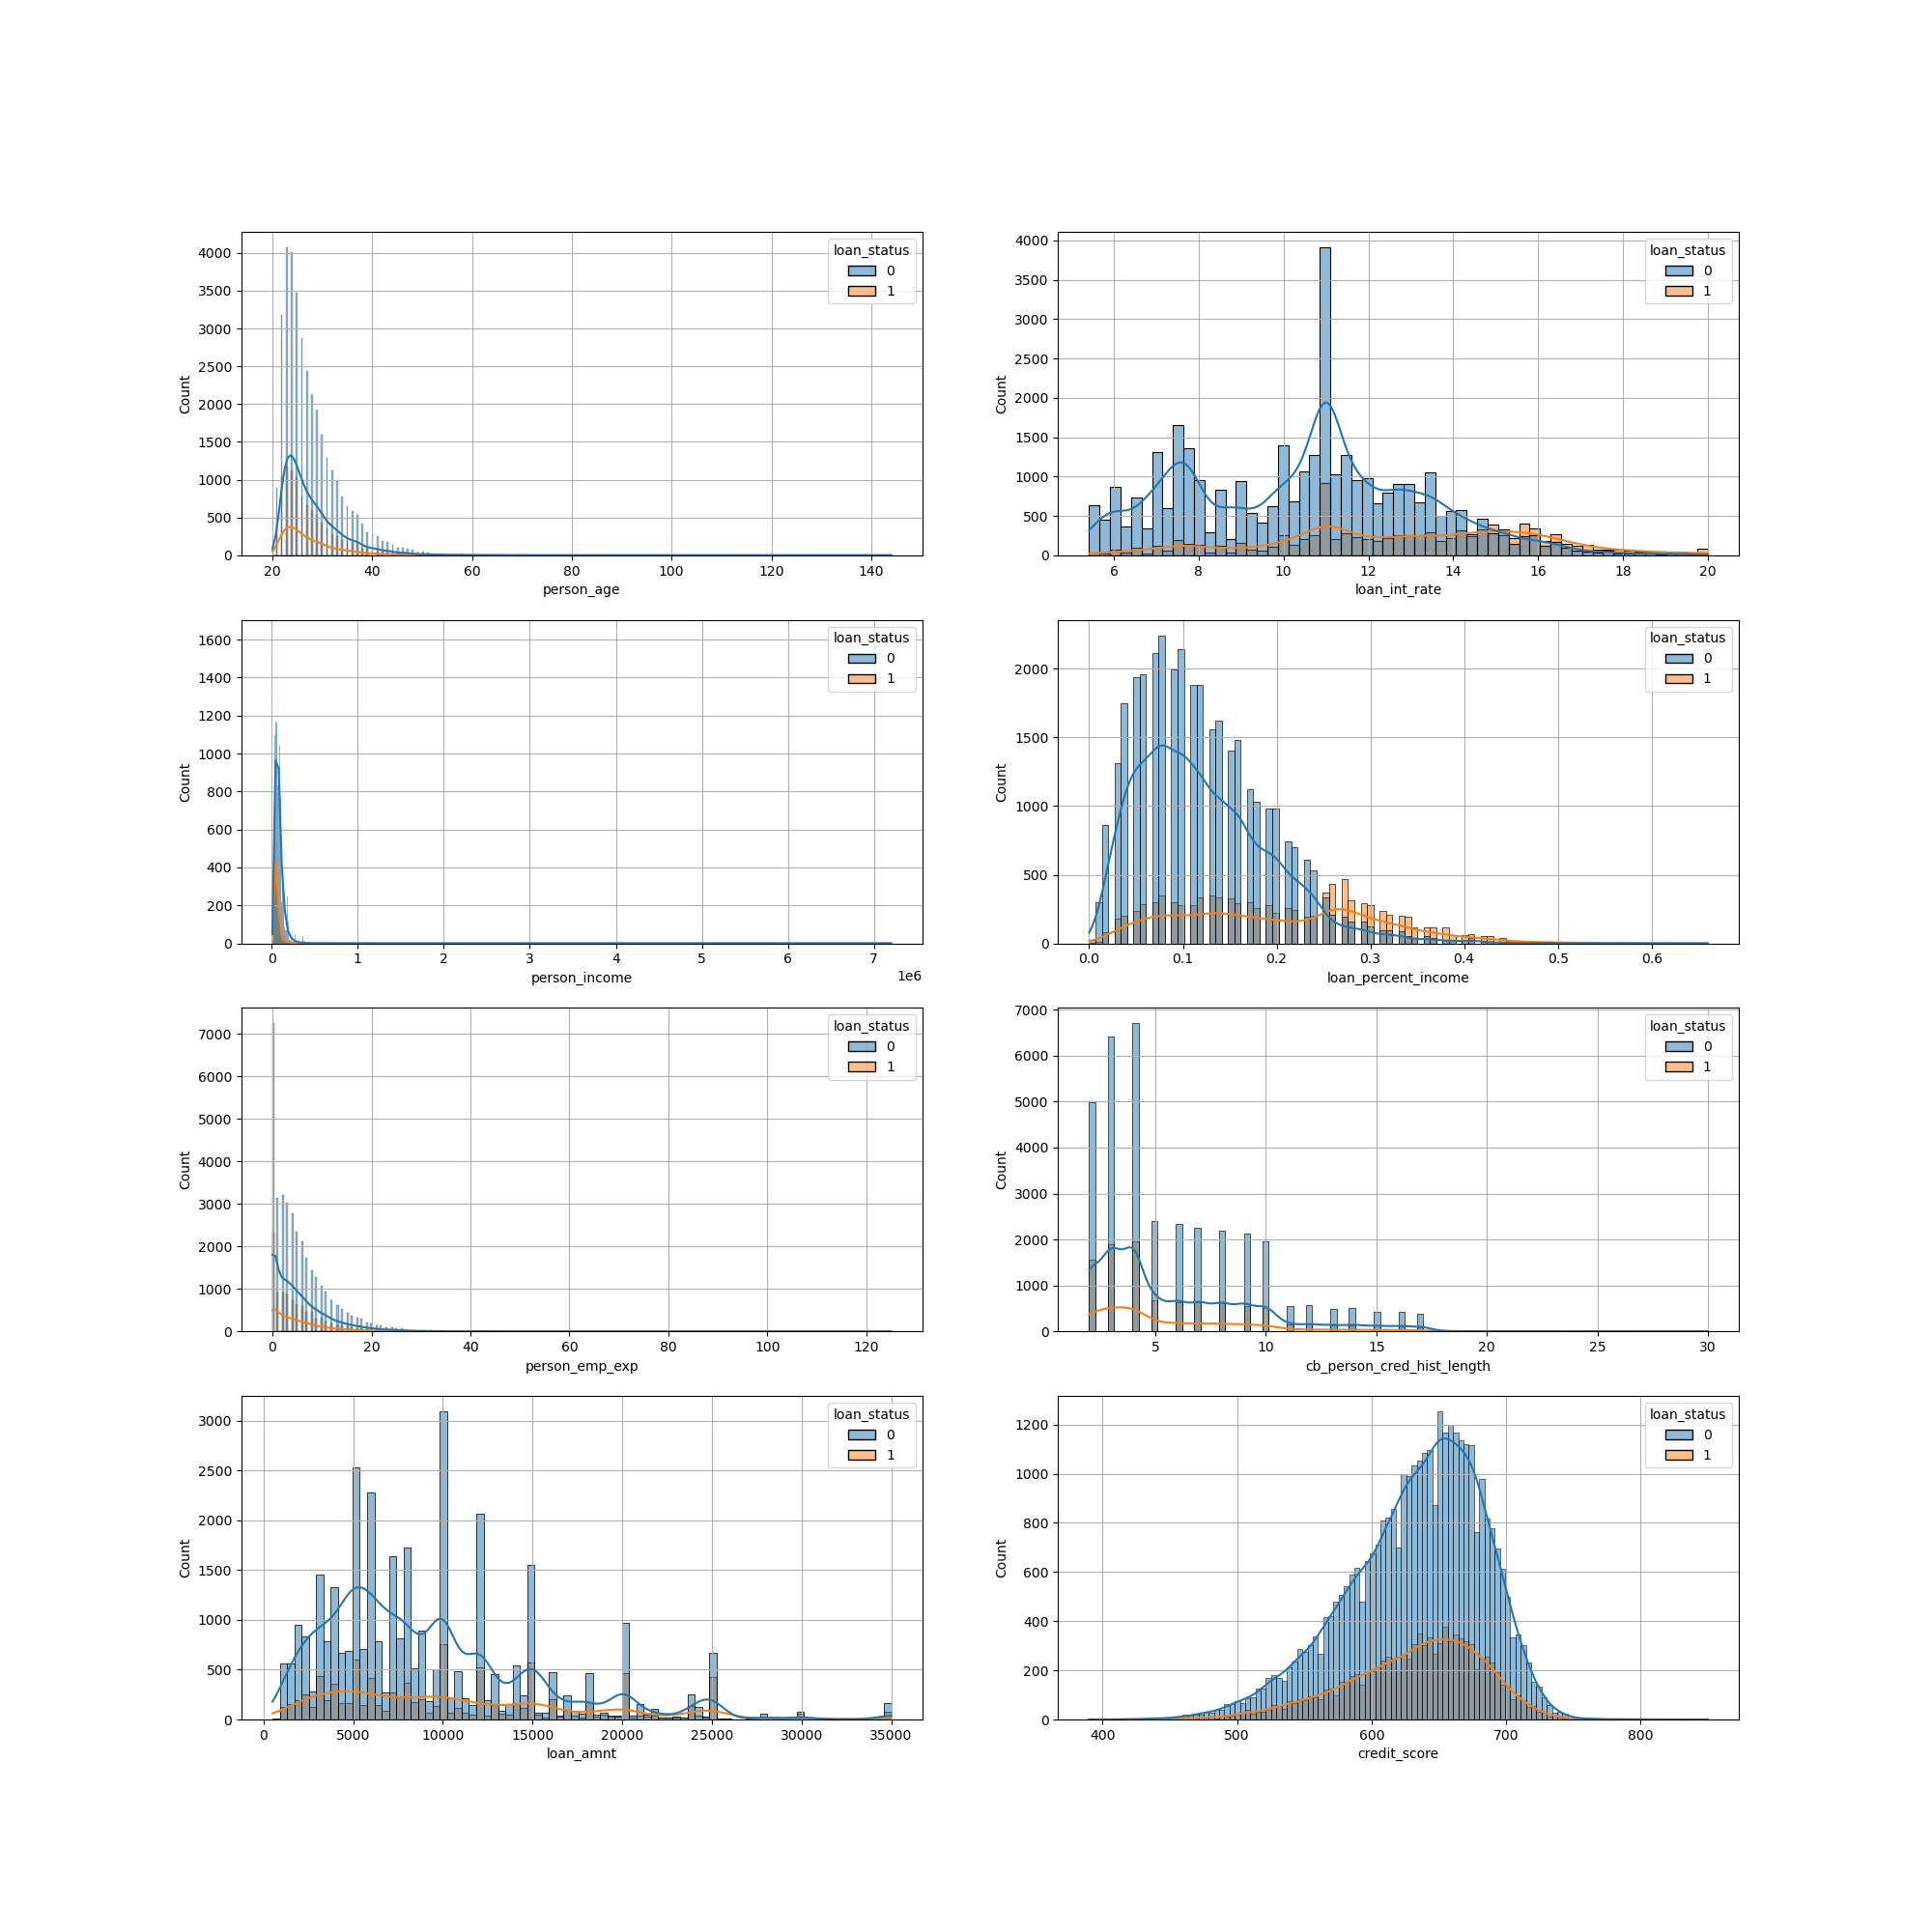 loan_status
0
1
4000
3500
3000
2500
2000
1500
1000
500
0
Count
20 40 60 80 100 120 140
person_age
loan_status
0
1
4000
3500
3000
2500
2000
1500
1000
500
0
Count
6 8 10 12 14 16 18 20
loan_int_rate
loan_status
0
1
1600
1400
1200
1000
800
600
400
200
0
Count
0 1 2 3 4 5 6 7
1e6
person_income
loan_status
0
1
2000
1500
1000
500
0
Count
0.0 0.1 0.2 0.3 0.4 0.5 0.6
loan_percent_income
loan_status
0
1
7000
6000
5000
4000
3000
2000
1000
0
Count
0 20 40 60 80 100 120
person_emp_exp
loan_status
0
1
7000
6000
5000
4000
3000
2000
1000
0
Count
5 10 15 20 25 30
cb_person_cred_hist_length
loan_status
0
1
3000
2500
2000
1500
1000
500
0
Count
0 5000 10000 15000 20000 25000 30000 35000
loan_amnt
loan_status
0
1
1200
1000
800
600
400
200
0
Count
400 500 600 700 800
credit_score